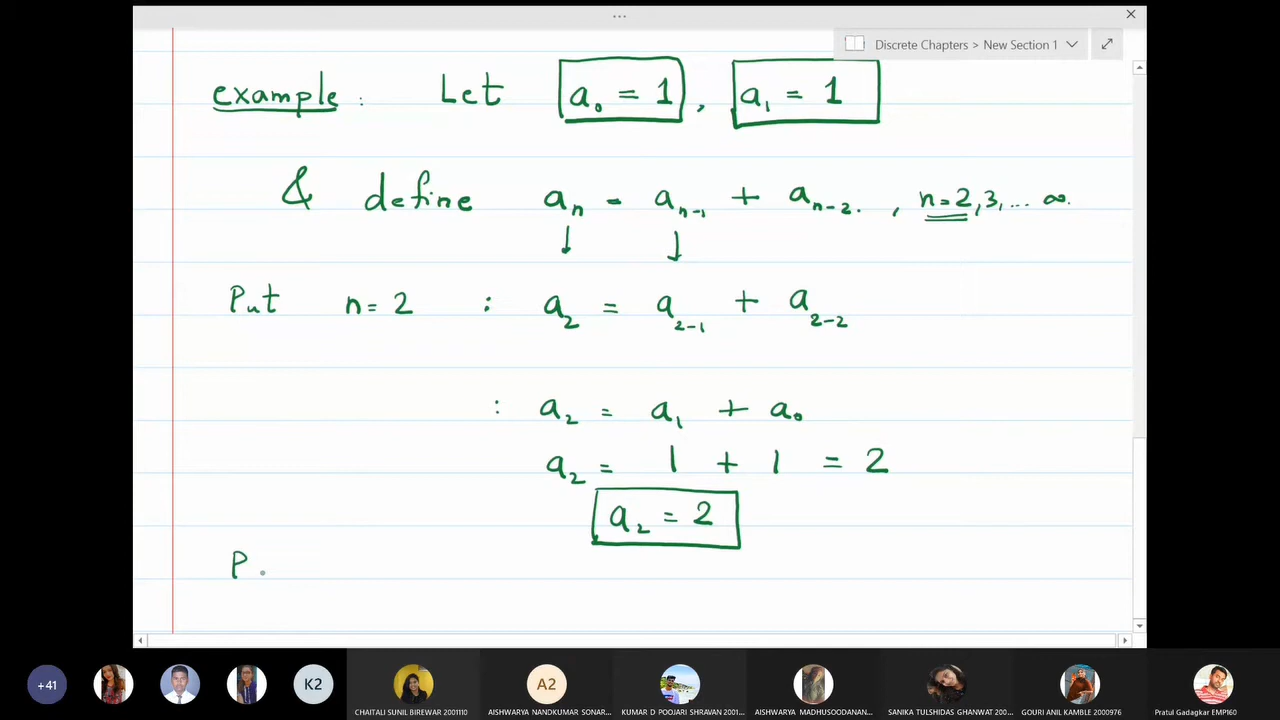 ...
Discrete Chapters > New Section 1
example : Let a₀ = 1 , a₁ = 1
& define aₙ = aₙ₋₁ + aₙ₋₂ . , n = 2, 3, ... ∞.
Put n = 2 : a₂ = a₂₋₁ + a₂₋₂
: a₂ = a₁ + a₀
a₂ = 1 + 1 = 2
a₂ = 2
P
+41
K2
A2
CHAITALI SUNIL BIREWAR 2001110
AISHWARYA NANDKUMAR SONAR...
KUMAR D POOJARI SHRAVAN 2001...
AISHWARYA MADHUSOODANAN...
SANIKA TULSHIDAS GHANWAT 200...
GOURI ANIL KAMBLE 2000976
Pratul Gadagkar EMP160